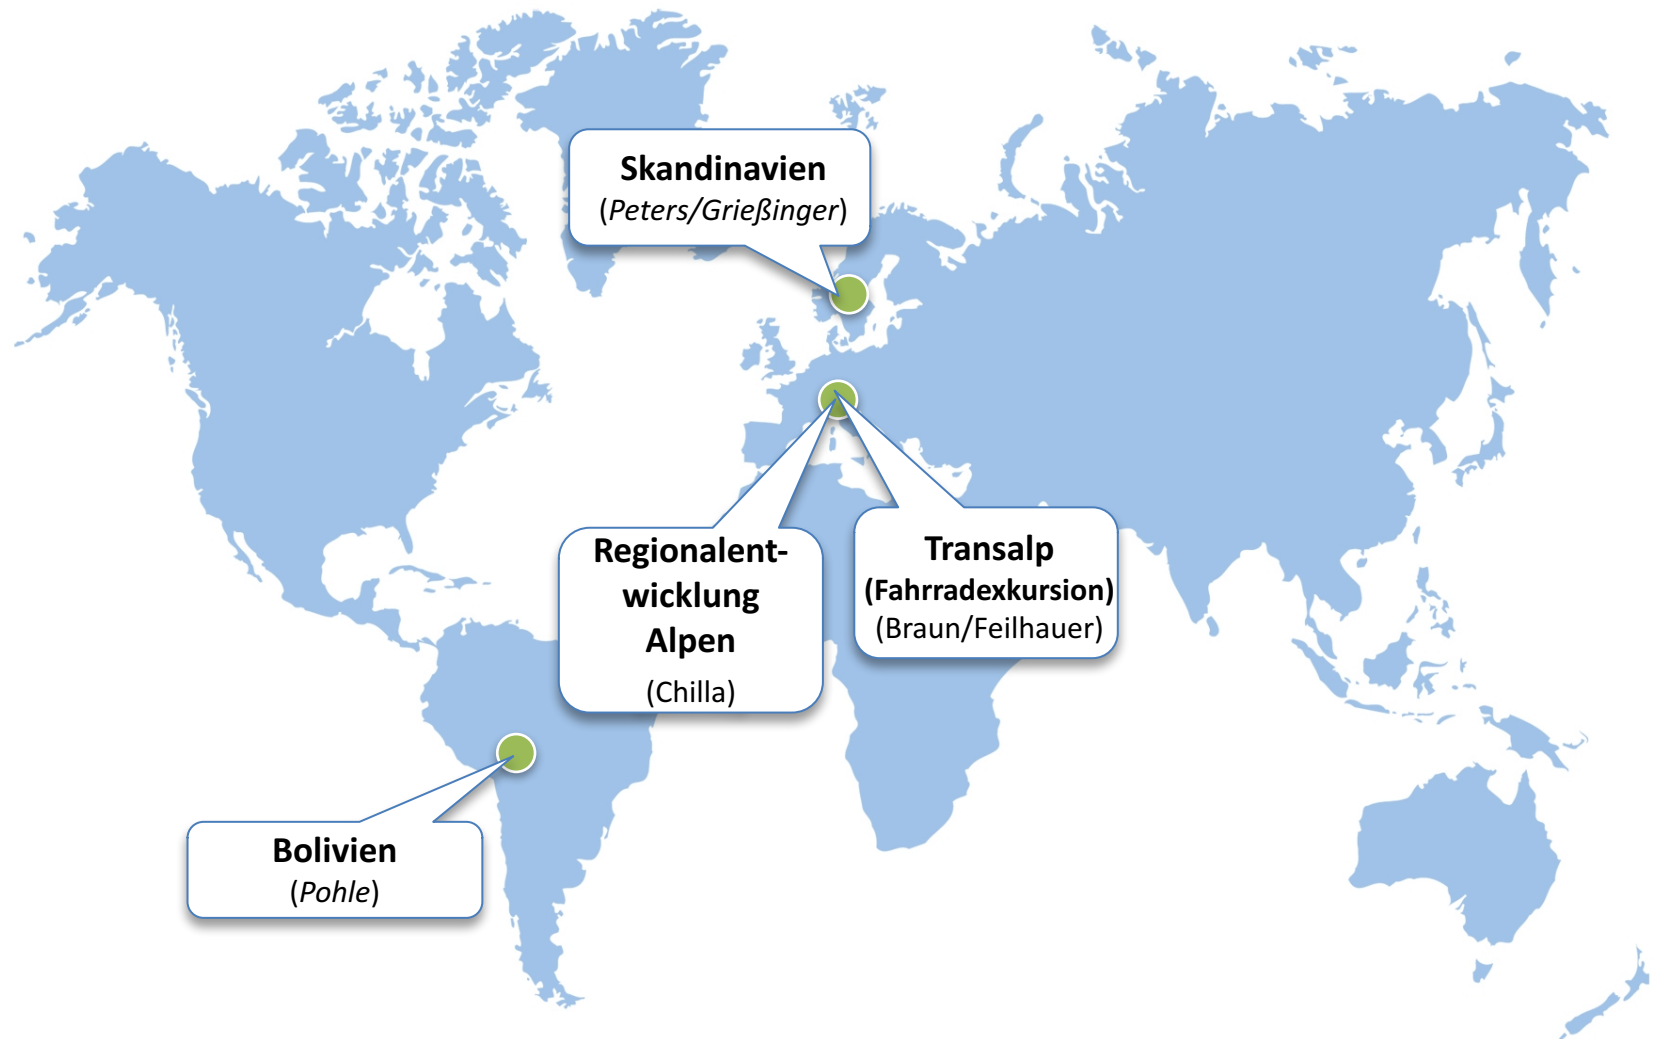 Skandinavien
(Peters/Grießinger)
Regionalent-
wicklung
Alpen
(Chilla)
Transalp
(Fahrradexkursion)
(Braun/Feilhauer)
Bolivien
(Pohle)